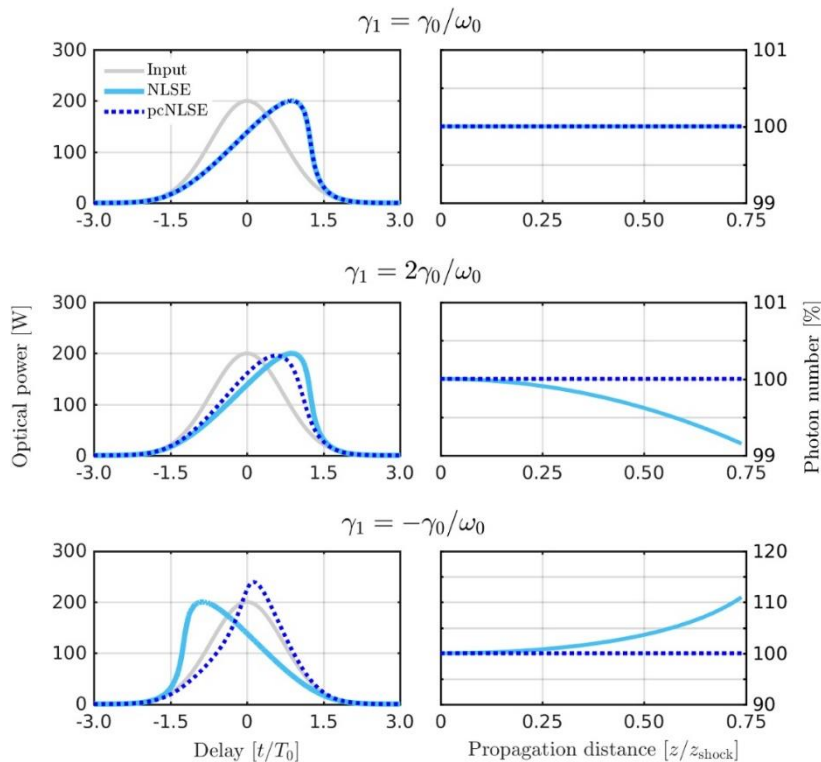 γ₁ = γ₀/ω₀
300
200
100
0
Input
NLSE
pcNLSE
-3.0 -1.5 0 1.5 3.0
101
100
99
0 0.25 0.50 0.75
γ₁ = 2γ₀/ω₀
Optical power [W]
300
200
100
0
-3.0 -1.5 0 1.5 3.0
101
100
99
Photon number [%]
0 0.25 0.50 0.75
γ₁ = −γ₀/ω₀
300
200
100
0
-3.0 -1.5 0 1.5 3.0
120
110
100
90
0 0.25 0.50 0.75
Delay [t/T₀]
Propagation distance [z/z_shock]